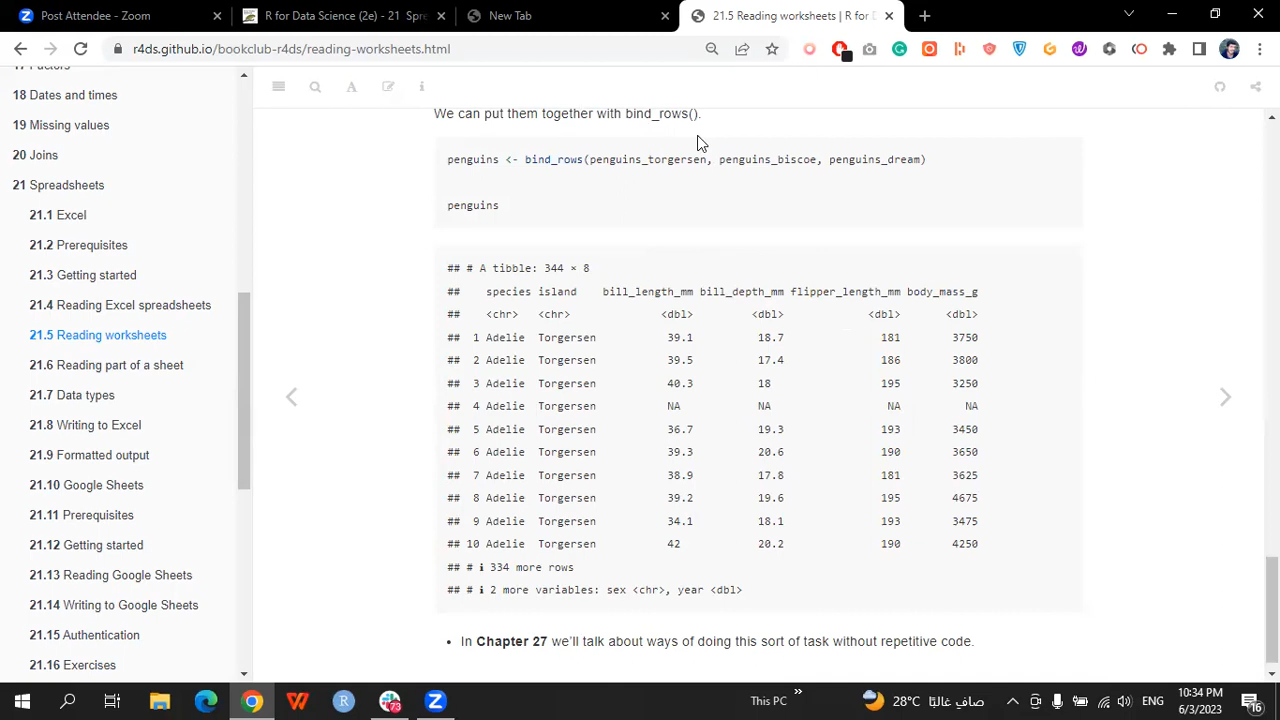 Post Attendee - Zoom
R for Data Science (2e) - 21 Spre
New Tab
21.5 Reading worksheets | R for D
r4ds.github.io/bookclub-r4ds/reading-worksheets.html
17 Factors
18 Dates and times
19 Missing values
20 Joins
21 Spreadsheets
21.1 Excel
21.2 Prerequisites
21.3 Getting started
21.4 Reading Excel spreadsheets
21.5 Reading worksheets
21.6 Reading part of a sheet
21.7 Data types
21.8 Writing to Excel
21.9 Formatted output
21.10 Google Sheets
21.11 Prerequisites
21.12 Getting started
21.13 Reading Google Sheets
21.14 Writing to Google Sheets
21.15 Authentication
21.16 Exercises
We can put them together with bind_rows().
penguins <- bind_rows(penguins_torgersen, penguins_biscoe, penguins_dream)
penguins
## # A tibble: 344 × 8
## species island bill_length_mm bill_depth_mm flipper_length_mm body_mass_g
## <chr> <chr> <dbl> <dbl> <dbl> <dbl>
## 1 Adelie Torgersen 39.1 18.7 181 3750
## 2 Adelie Torgersen 39.5 17.4 186 3800
## 3 Adelie Torgersen 40.3 18 195 3250
## 4 Adelie Torgersen NA NA NA NA
## 5 Adelie Torgersen 36.7 19.3 193 3450
## 6 Adelie Torgersen 39.3 20.6 190 3650
## 7 Adelie Torgersen 38.9 17.8 181 3625
## 8 Adelie Torgersen 39.2 19.6 195 4675
## 9 Adelie Torgersen 34.1 18.1 193 3475
## 10 Adelie Torgersen 42 20.2 190 4250
## # ℹ 334 more rows
## # ℹ 2 more variables: sex <chr>, year <dbl>
• In Chapter 27 we'll talk about ways of doing this sort of task without repetitive code.
73
This PC
»
28°C صافٍ غالبًا
ENG
10:34 PM
6/3/2023
16